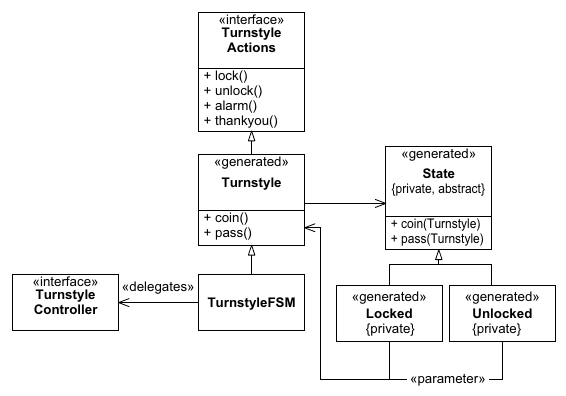 «interface»
Turnstyle
Actions
+ lock()
+ unlock()
+ alarm()
+ thankyou()
«generated»
Turnstyle
+ coin()
+ pass()
«generated»
State
{private, abstract}
+ coin(Turnstyle)
+ pass(Turnstyle)
«interface»
Turnstyle
Controller
«delegates»
TurnstyleFSM
«generated»
Locked
{private}
«generated»
Unlocked
{private}
«parameter»